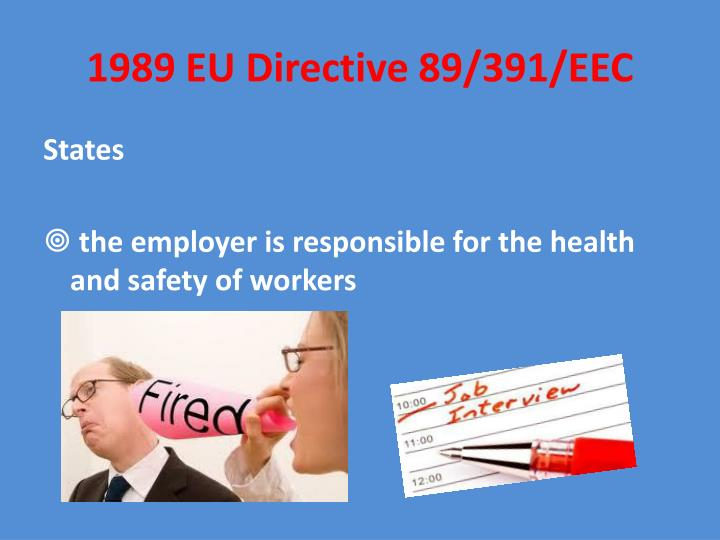 1989 EU Directive 89/391/EEC
States
the employer is responsible for the health
and safety of workers
Fired
10:00 Job
Interview
11:00
12:00